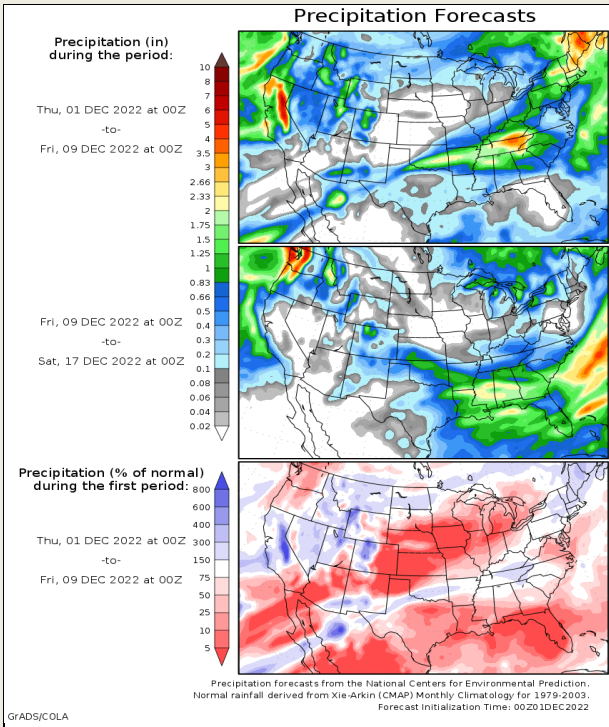 Precipitation Forecasts
Precipitation (in)
during the period:
Thu, 01 DEC 2022 at 00Z
-to-
Fri, 09 DEC 2022 at 00Z
10
8
7
6
5
4
3.5
3
2.66
2.33
2
1.75
1.5
1.25
1
0.83
0.66
0.5
0.4
0.3
0.2
0.1
0.08
0.06
0.04
0.02
Fri, 09 DEC 2022 at 00Z
-to-
Sat, 17 DEC 2022 at 00Z
Precipitation (% of normal)
during the first period:
Thu, 01 DEC 2022 at 00Z
-to-
Fri, 09 DEC 2022 at 00Z
800
600
400
300
150
75
50
25
10
5
Precipitation forecasts from the National Centers for Environmental Prediction.
Normal rainfall derived from Xie-Arkin (CMAP) Monthly Climatology for 1979-2003.
Forecast Initialization Time: 00Z01DEC2022
GrADS/COLA